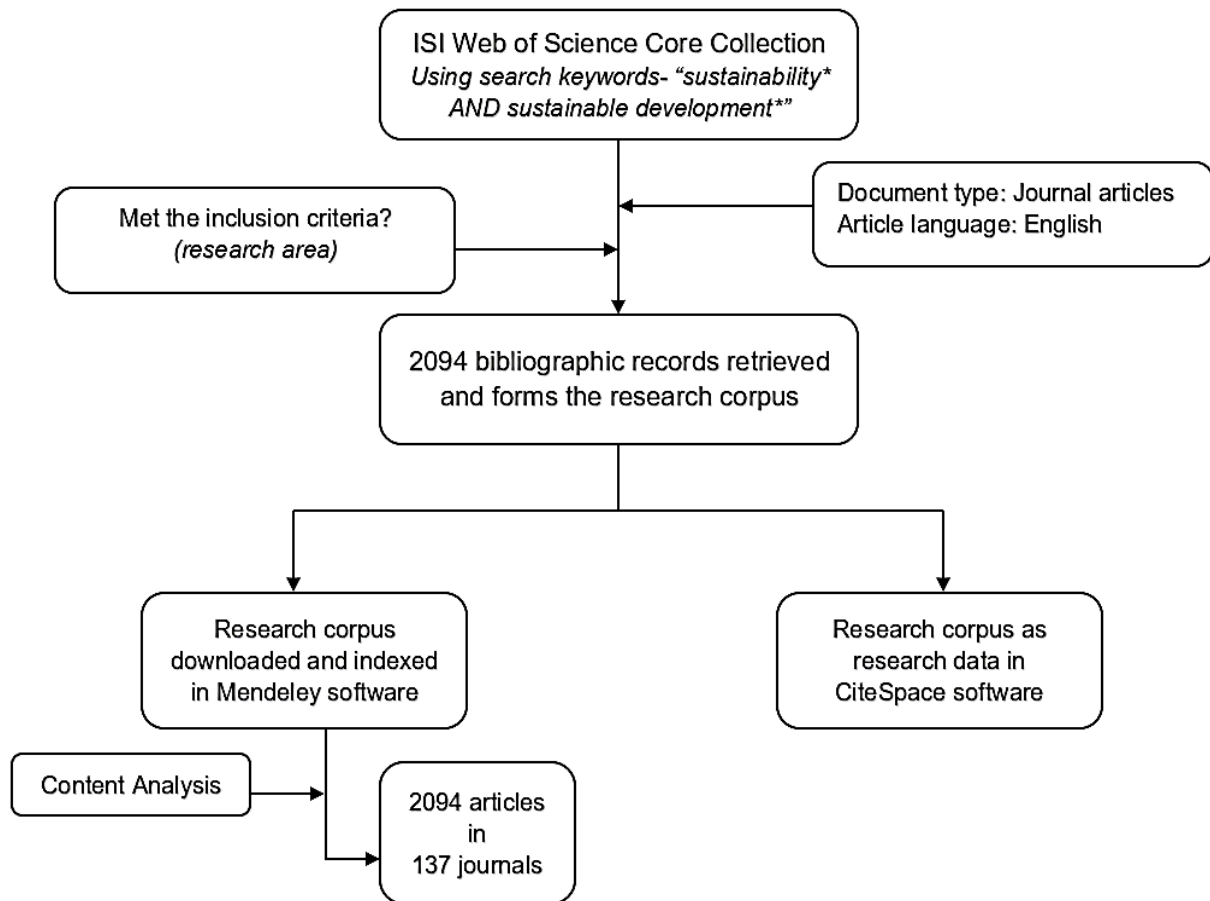 ISI Web of Science Core Collection
Using search keywords- “sustainability*
AND sustainable development*”
Document type: Journal articles
Article language: English
Met the inclusion criteria?
(research area)
2094 bibliographic records retrieved
and forms the research corpus
Research corpus
downloaded and indexed
in Mendeley software
Research corpus as
research data in
CiteSpace software
Content Analysis
2094 articles
in
137 journals